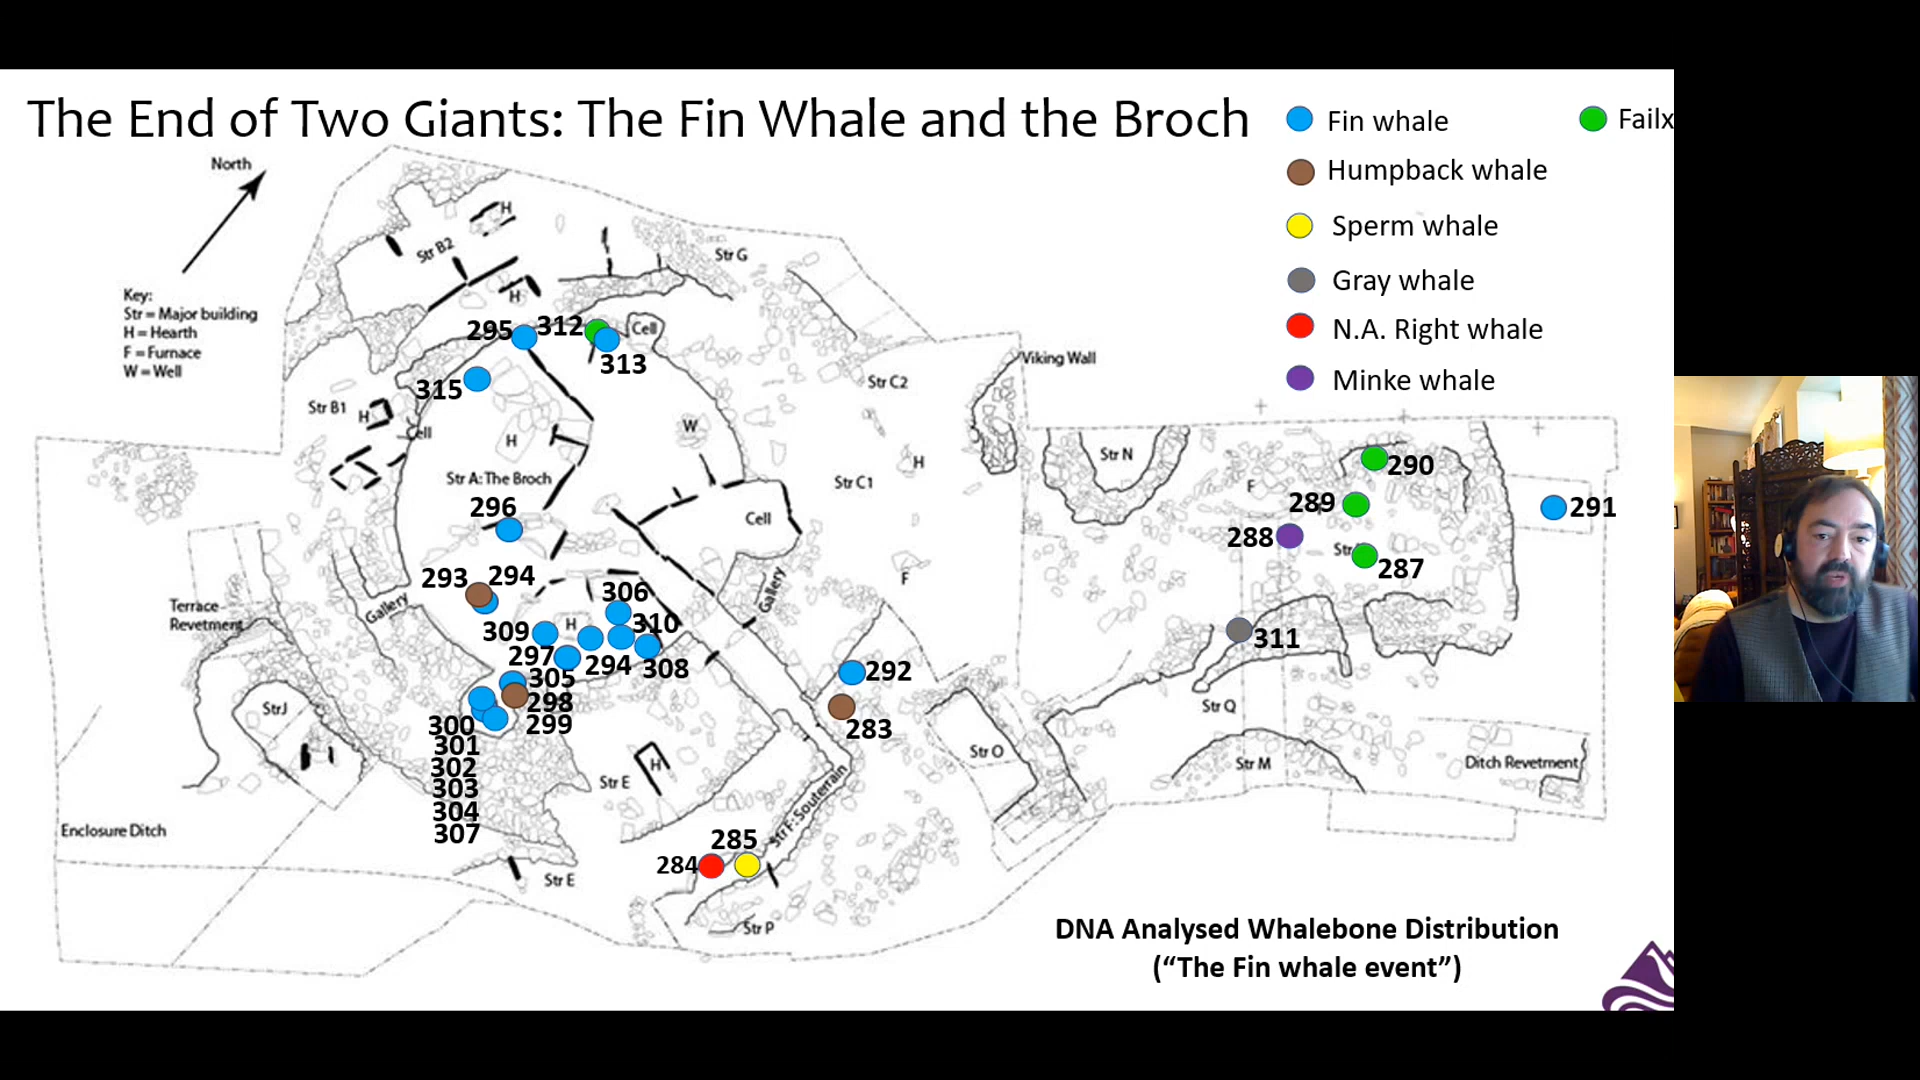 The End of Two Giants: The Fin Whale and the Broch
Fin whale
Failx
Humpback whale
Sperm whale
Gray whale
N.A. Right whale
Minke whale
North
Key:
Str = Major building
H = Hearth
F = Furnace
W = Well
Str B2
H
H
Str G
295
312
Cell
313
315
Str B1
H
Cell
H
W
Str C2
Viking Wall
Str A: The Broch
296
Str C1
H
Cell
F
Str N
F
290
289
288
Str
287
291
293
294
306
Gallery
Gallery
Terrace
Revetment
309
H
310
297
294
308
305
298
299
300
301
302
303
304
307
292
283
311
Str Q
Str J
Str E
H
Str O
Str M
Ditch Revetment
Str F: Souterrain
Enclosure Ditch
285
284
Str E
Str P
DNA Analysed Whalebone Distribution
(“The Fin whale event”)